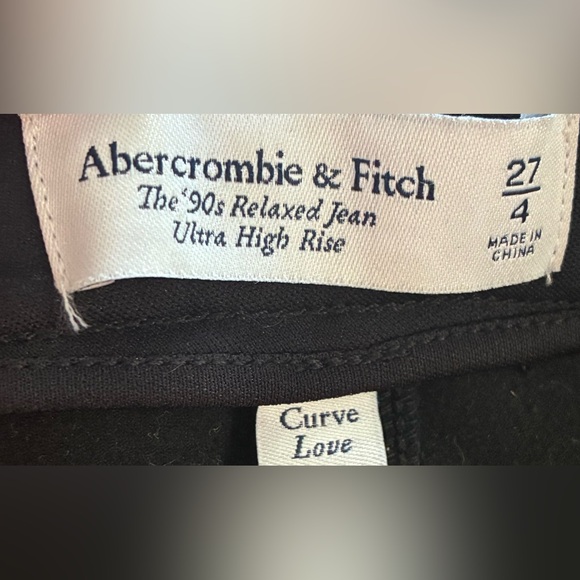 Abercrombie & Fitch
The '90s Relaxed Jean
Ultra High Rise
27
4
MADE IN
CHINA
Curve
Love